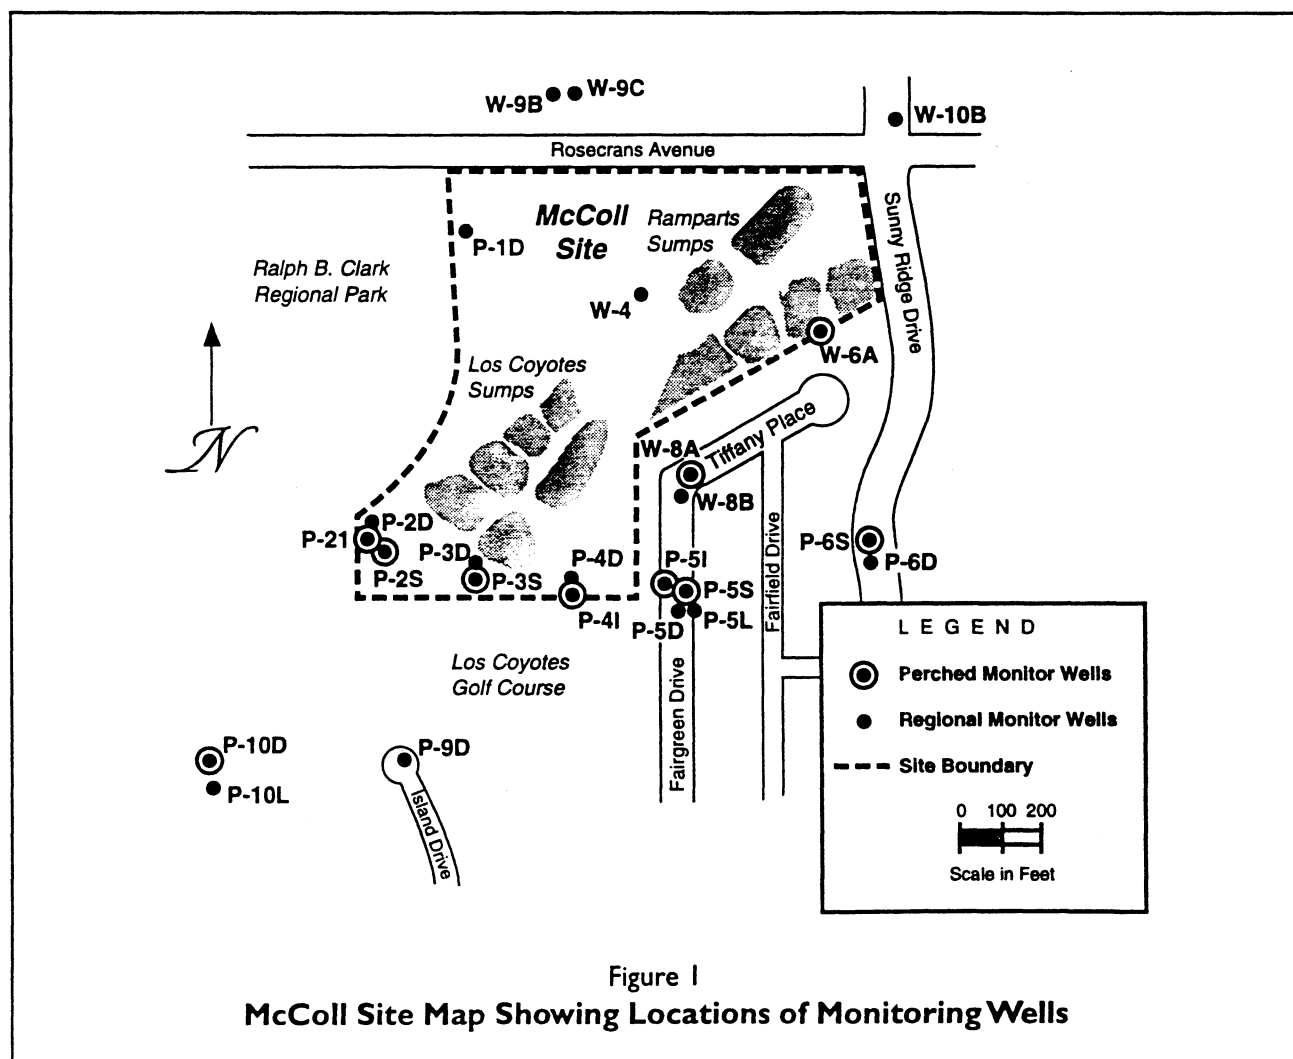 W-9B
W-9C
W-10B
Rosecrans Avenue
McColl
Site
Ramparts
Sumps
P-1D
Sunny Ridge Drive
Ralph B. Clark
Regional Park
W-4
W-6A
Los Coyotes
Sumps
N
Tiffany Place
W-8A
W-8B
P-2D
P-21
P-2S
P-3D
P-3S
P-4D
P-4I
P-5I
P-5S
P-5D
P-5L
P-6S
P-6D
Fairfield Drive
Fairgreen Drive
Los Coyotes
Golf Course
P-10D
P-10L
P-9D
Island Drive
LEGEND
Perched Monitor Wells
Regional Monitor Wells
Site Boundary
0 100 200
Scale in Feet
Figure 1
McColl Site Map Showing Locations of Monitoring Wells